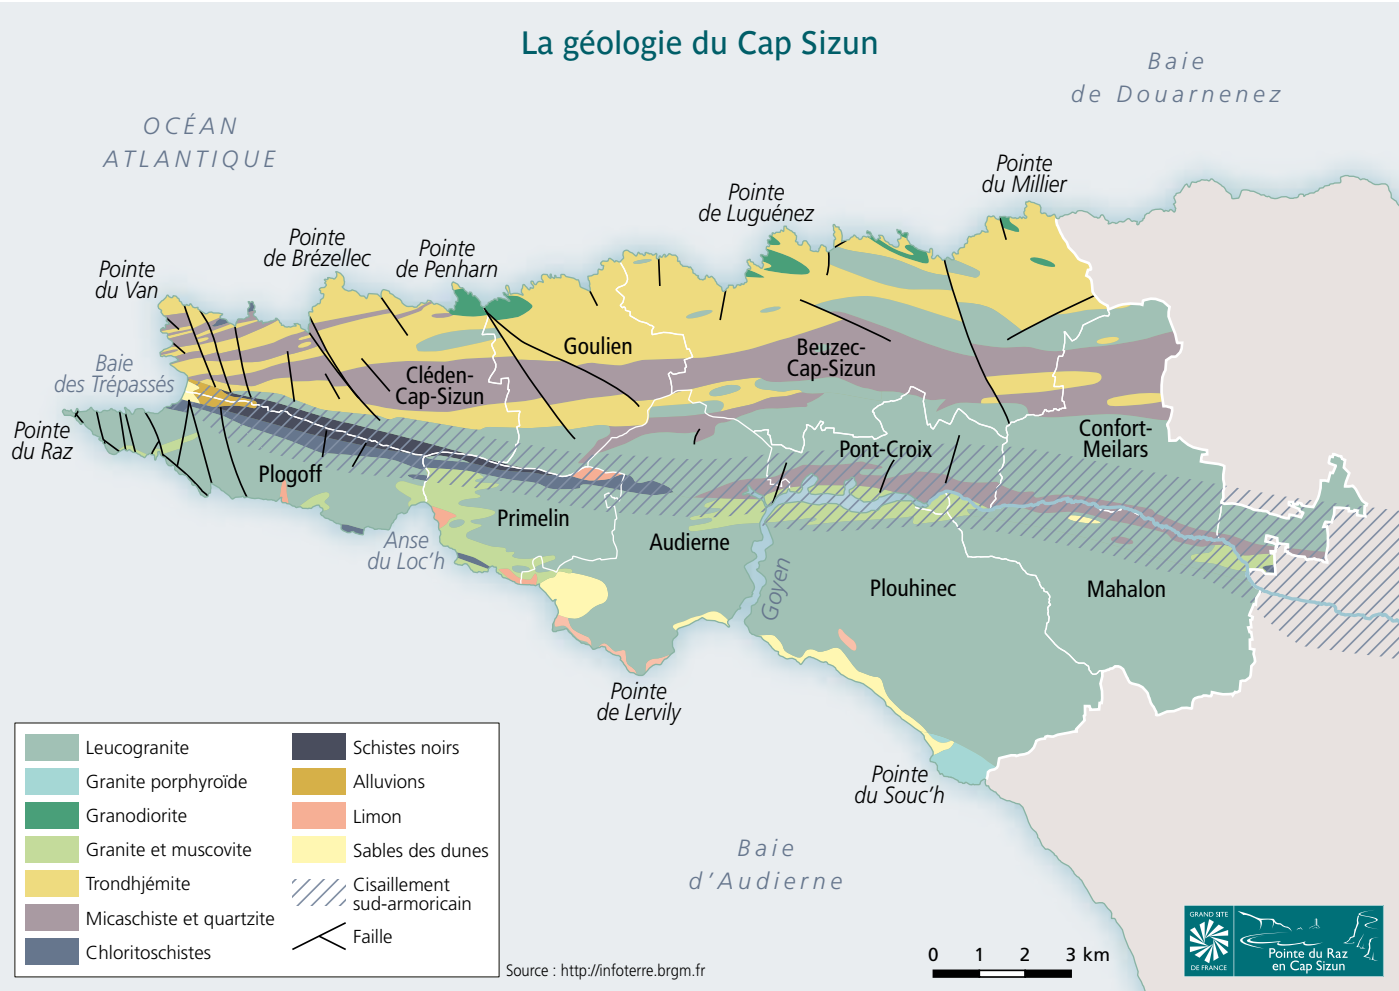 La géologie du Cap Sizun
Baie
de Douarnenez
OCÉAN
ATLANTIQUE
Pointe
du Millier
Pointe
de Luguénez
Pointe
de Brézellec
Pointe
de Penharn
Pointe
du Van
Goulien
Beuzec-
Cap-Sizun
Baie
des Trépassés
Cléden-
Cap-Sizun
Pointe
du Raz
Confort-
Meilars
Pont-Croix
Plogoff
Primelin
Audierne
Anse
du Loc'h
Goyen
Plouhinec
Mahalon
Pointe
de Lervily
Pointe
du Souc'h
Baie
d'Audierne
Leucogranite
Granite porphyroïde
Granodiorite
Granite et muscovite
Trondhjémite
Micaschiste et quartzite
Chloritoschistes
Schistes noirs
Alluvions
Limon
Sables des dunes
Cisaillement
sud-armoricain
Faille
Source : http://infoterre.brgm.fr
0 1 2 3 km
GRAND SITE
DE FRANCE
Pointe du Raz
en Cap Sizun